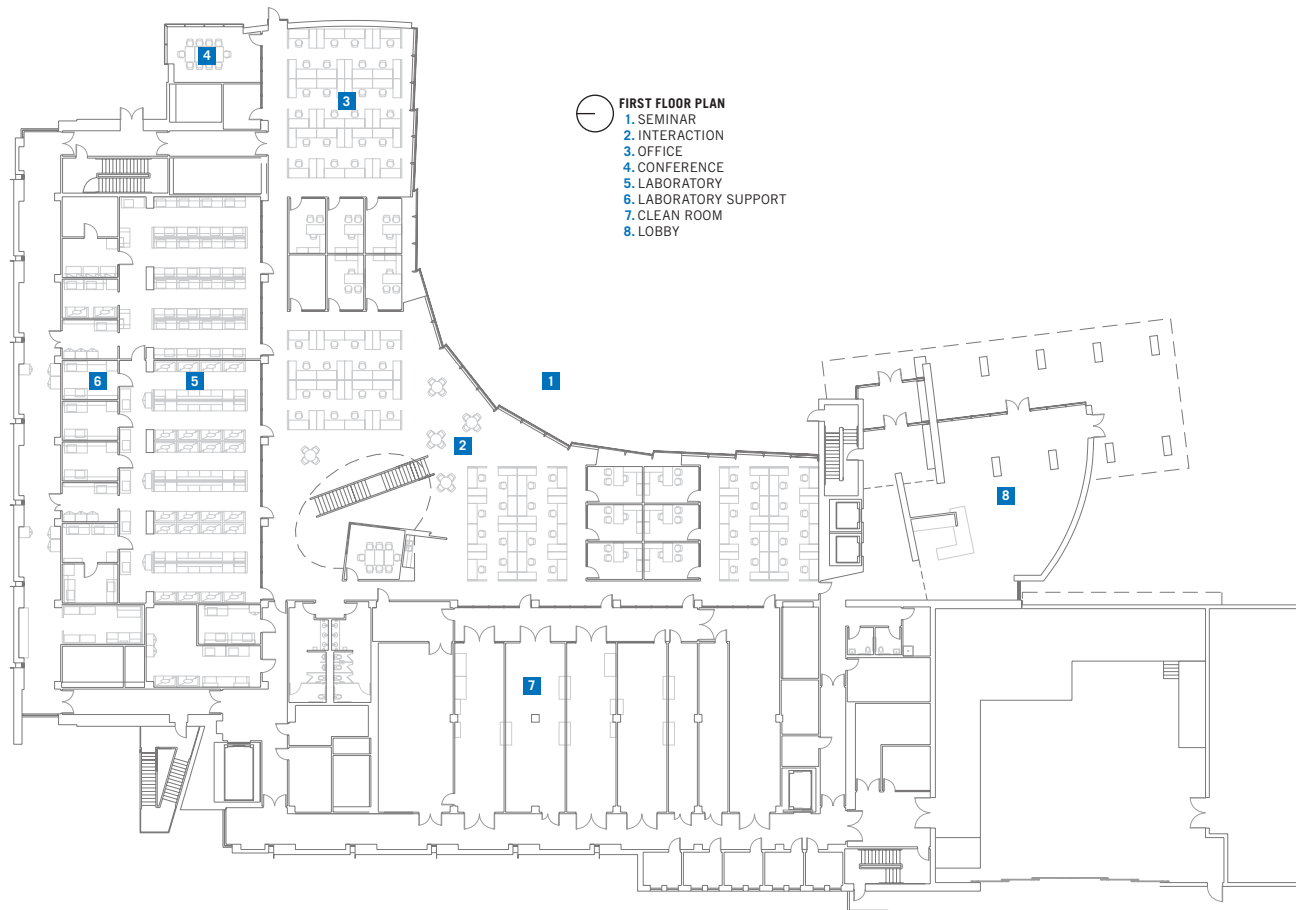 FIRST FLOOR PLAN
1. SEMINAR
2. INTERACTION
3. OFFICE
4. CONFERENCE
5. LABORATORY
6. LABORATORY SUPPORT
7. CLEAN ROOM
8. LOBBY
4
3
6
5
1
2
8
7